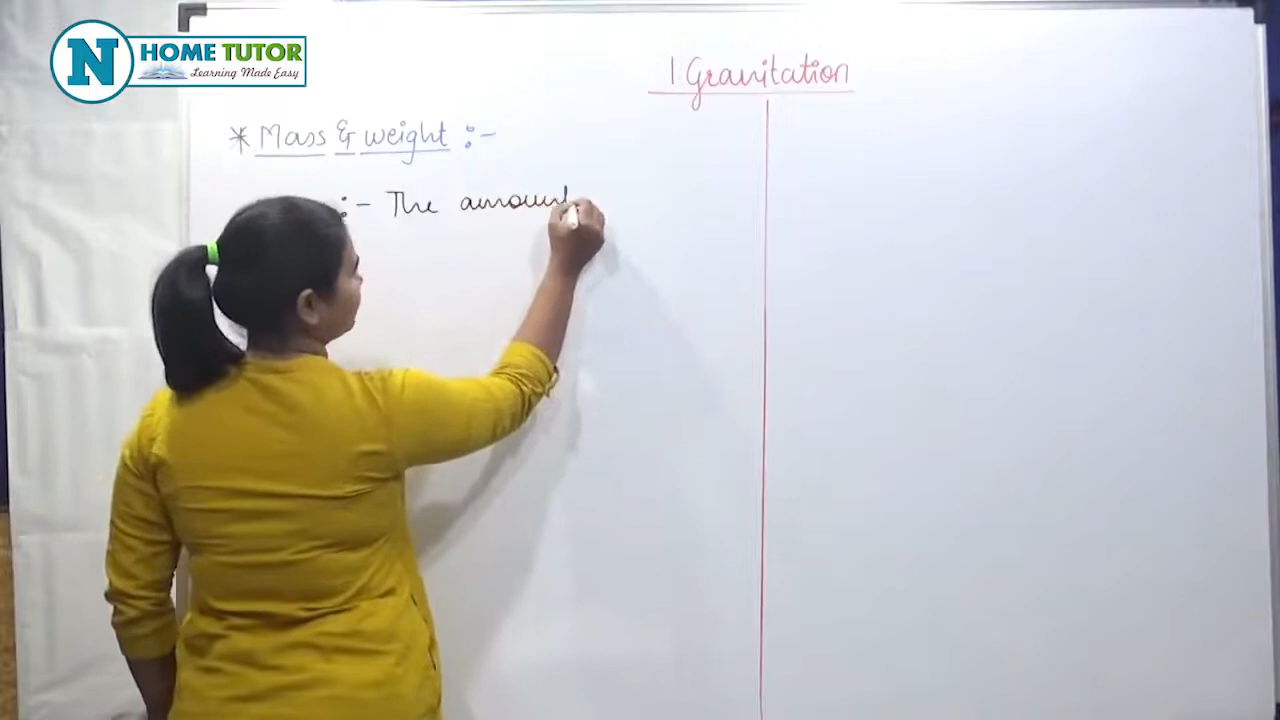 N HOME TUTOR
Learning Made Easy
1 Gravitation
* Mass & weight :-
:- The amount